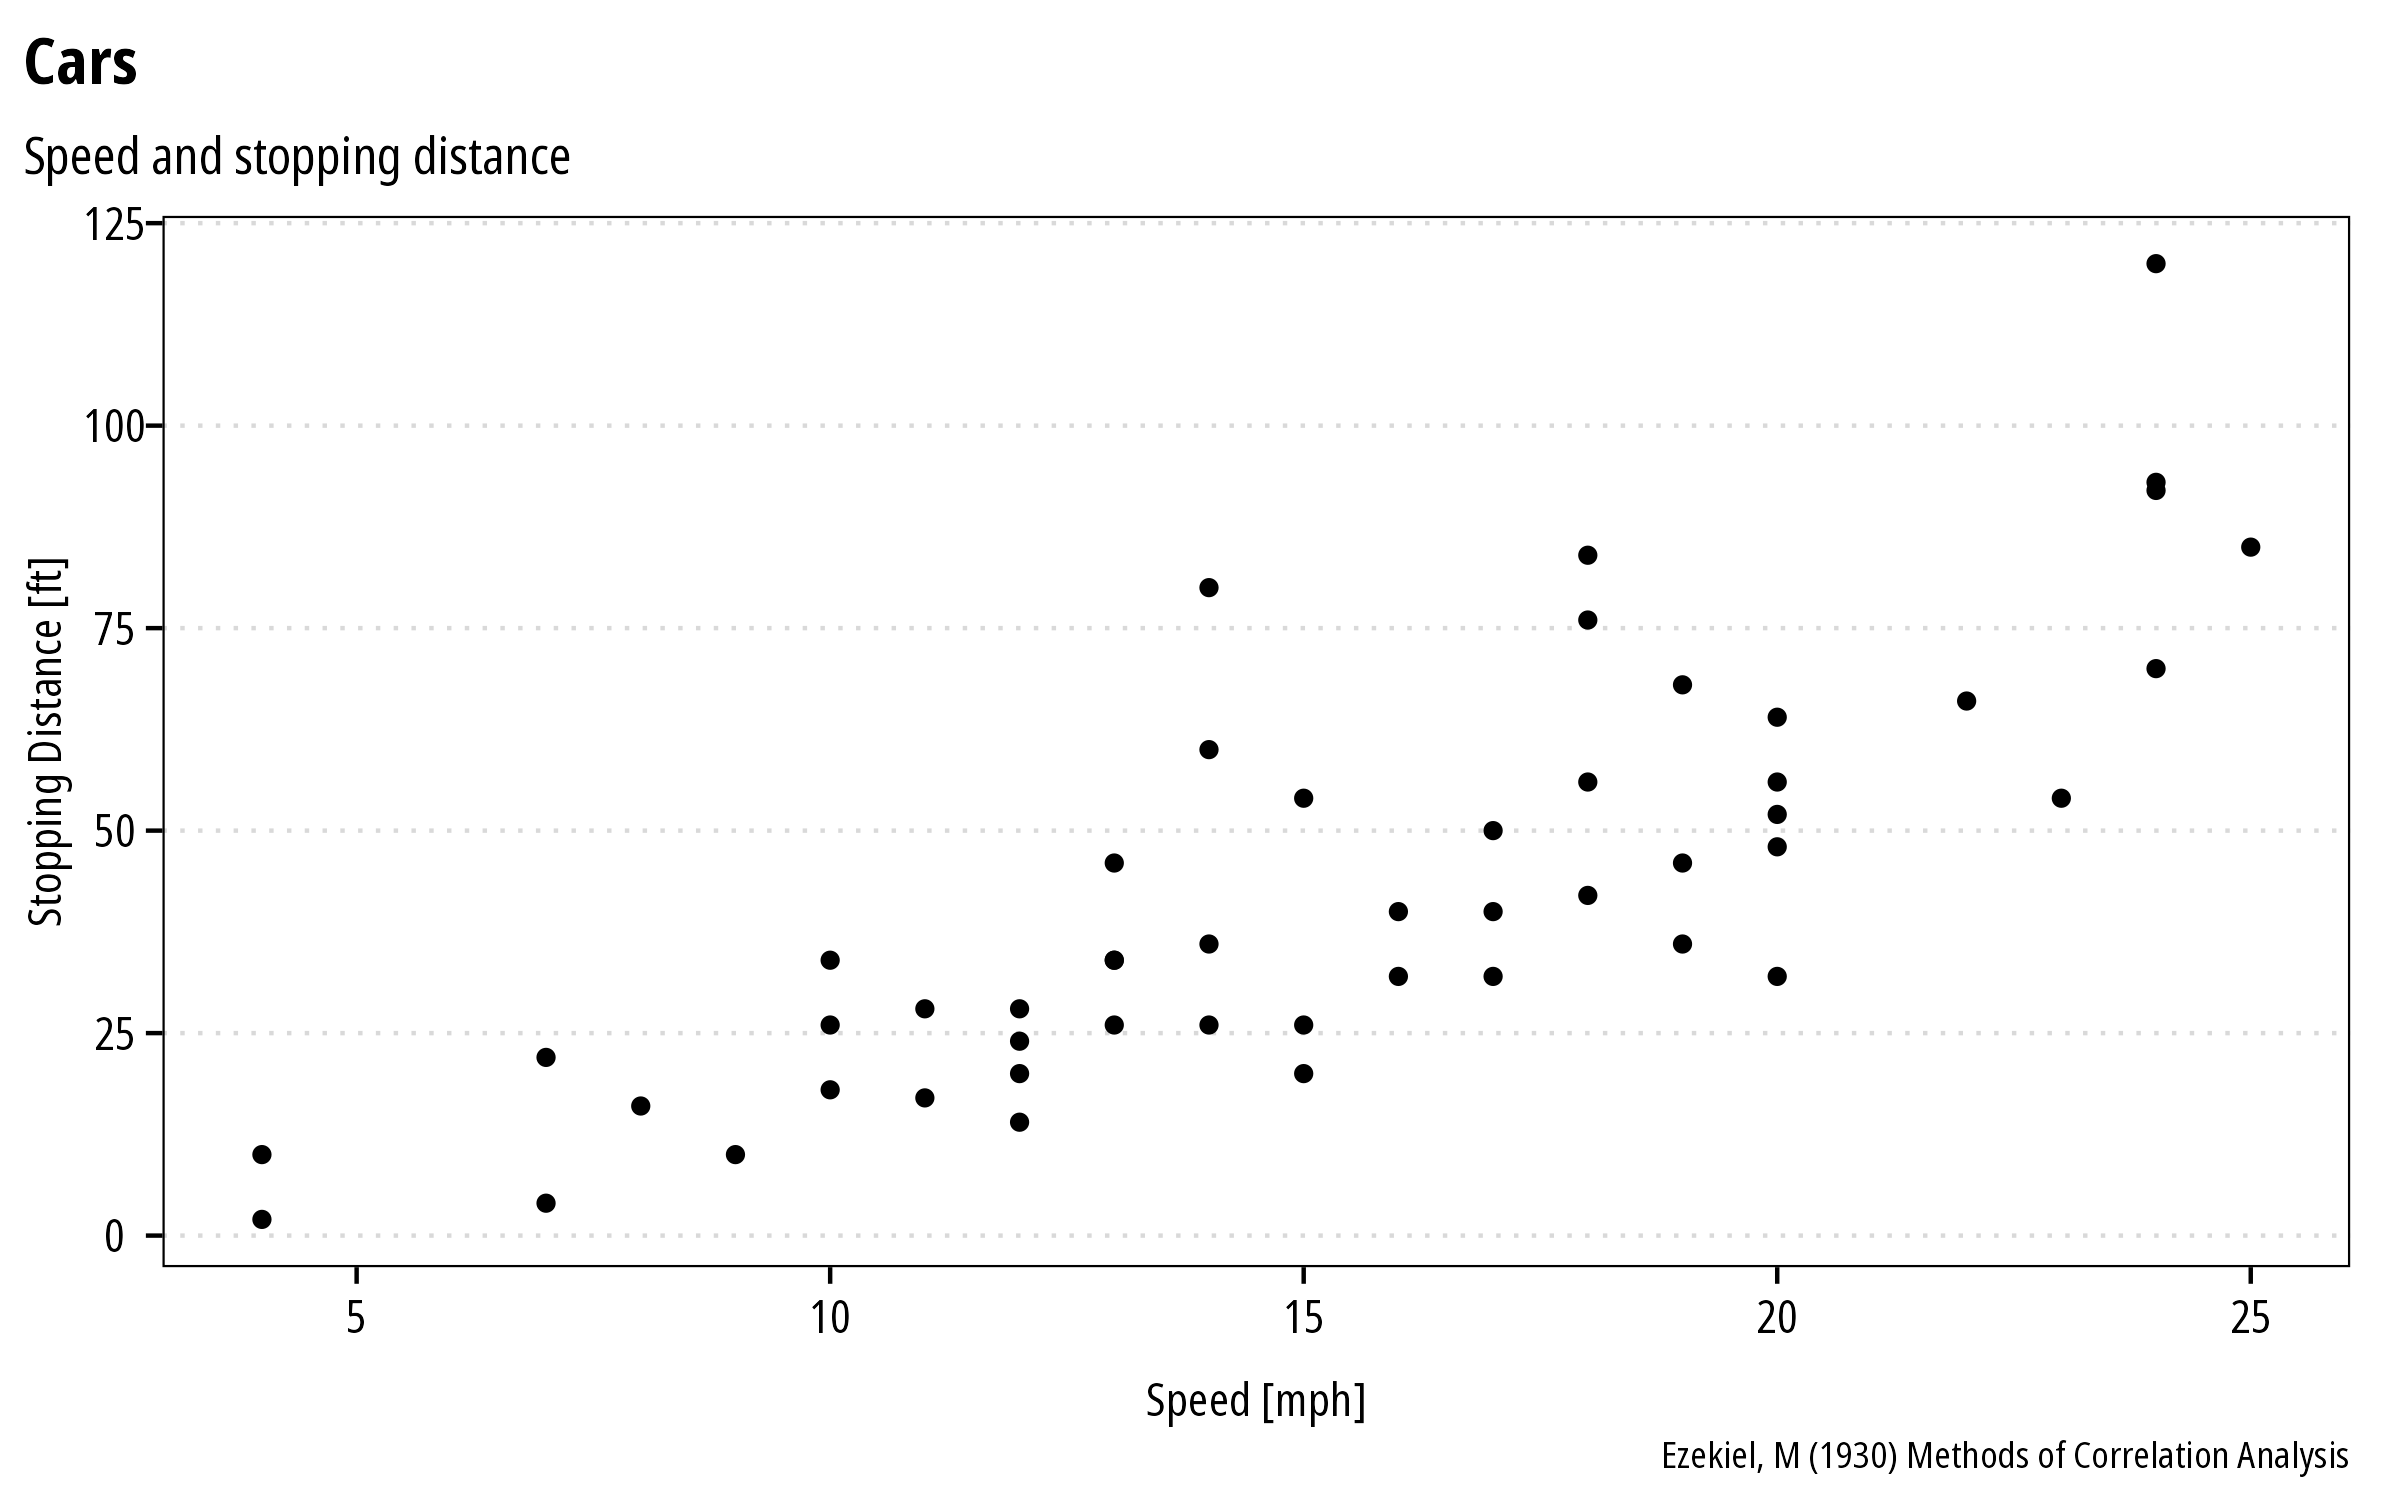 Cars
Speed and stopping distance
125
100
75
50
25
0
Stopping Distance [ft]
5 10 15 20 25
Speed [mph]
Ezekiel, M (1930) Methods of Correlation Analysis